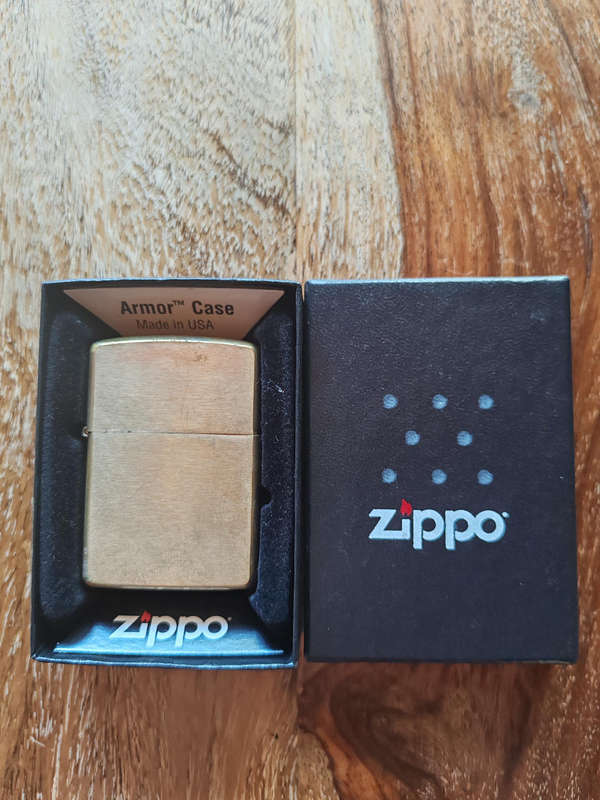 Armor™ Case
Made in USA
zippo
zippo